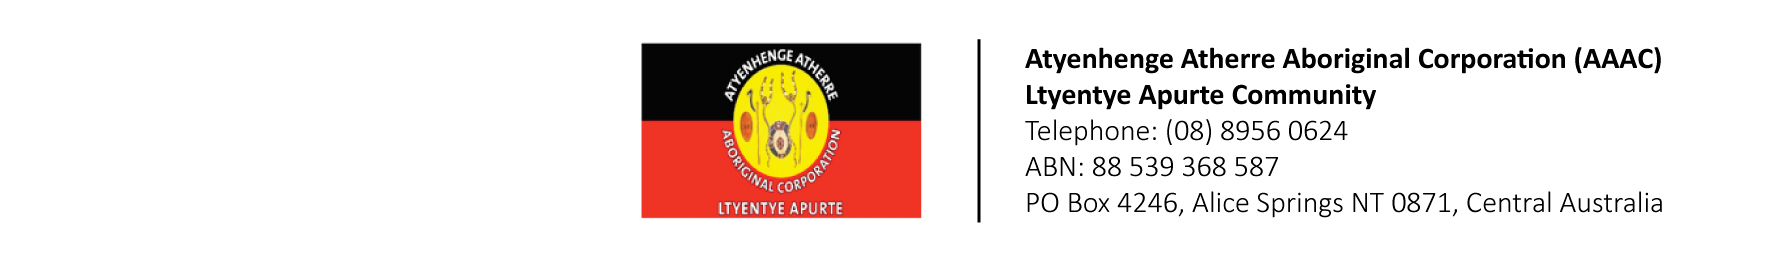 ATYENHENGE ATHERRE
ABORIGINAL CORPORATION
LTYENTYE APURTE
Atyenhenge Atherre Aboriginal Corporation (AAAC)
Ltyentye Apurte Community
Telephone: (08) 8956 0624
ABN: 88 539 368 587
PO Box 4246, Alice Springs NT 0871, Central Australia